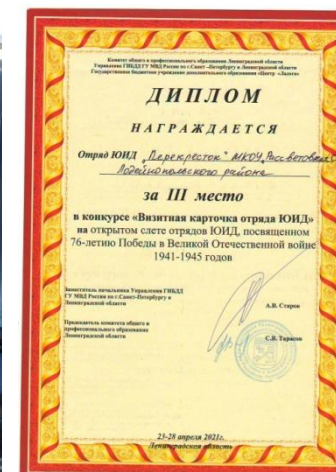 Комитет общего и профессионального образования Ленинградской области
Управление ГИБДД ГУ МВД России по г.Санкт-Петербургу и Ленинградской области
Государственное бюджетное учреждение дополнительного образования «Центр «Ладога»
ДИПЛОМ
НАГРАЖДАЕТСЯ
Отряд ЮИД „Перекресток" МКОУ „Рассветовская
Лодейнопольского района
за III место
в конкурсе «Визитная карточка отряда ЮИД»
на открытом слете отрядов ЮИД, посвященном
76-летию Победы в Великой Отечественной войне
1941-1945 годов
Заместитель начальника Управления ГИБДД
ГУ МВД России по г.Санкт-Петербургу и
Ленинградской области
А.В. Старов
Председатель комитета общего и
профессионального образования
Ленинградской области
С.В. Тарасов
23-28 апреля 2021г.
Ленинградская область